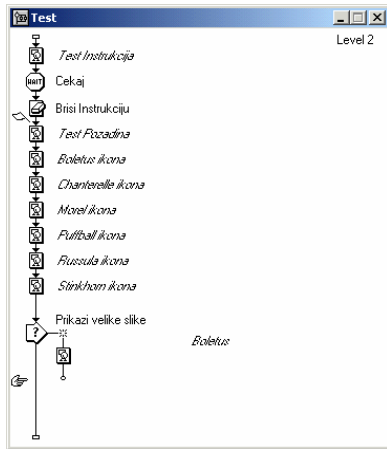 Test
Level 2
Test Instrukcija
WAIT
Cekaj
Brisi Instrukciju
Test Pozadina
Boletus ikona
Chanterelle ikona
Morel ikona
Puffball ikona
Russula ikona
Stinkhorn ikona
Prikazi velike slike
?
Boletus